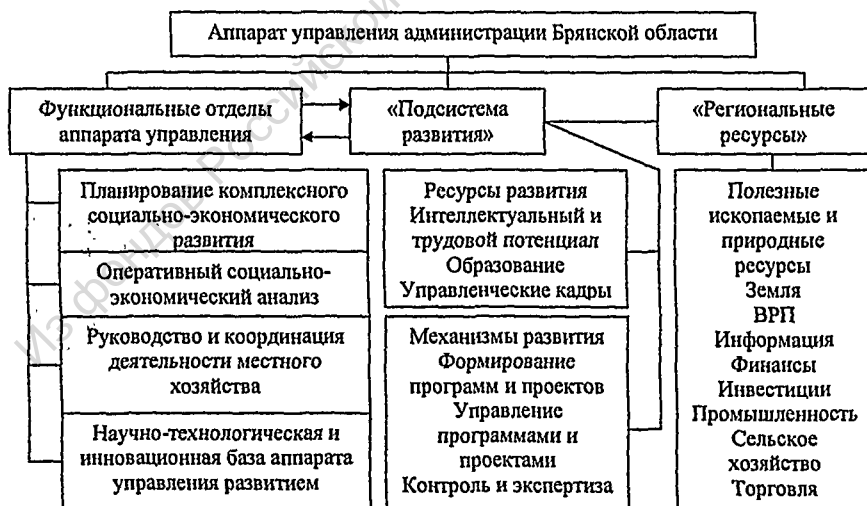 Аппарат управления администрации Брянской области
Функциональные отделы
аппарата управления
«Подсистема
развития»
«Региональные
ресурсы»
Планирование комплексного
социально-экономического
развития
Оперативный социально-
экономический анализ
Руководство и координация
деятельности местного
хозяйства
Научно-технологическая и
инновационная база аппарата
управления развитием
Ресурсы развития
Интеллектуальный и
трудовой потенциал
Образование
Управленческие кадры
Механизмы развития
Формирование
программ и проектов
Управление
программами и
проектами
Контроль и экспертиза
Полезные
ископаемые и
природные
ресурсы
Земля
ВРП
Информация
Финансы
Инвестиции
Промышленность
Сельское
хозяйство
Торговля
Из фондов Российской